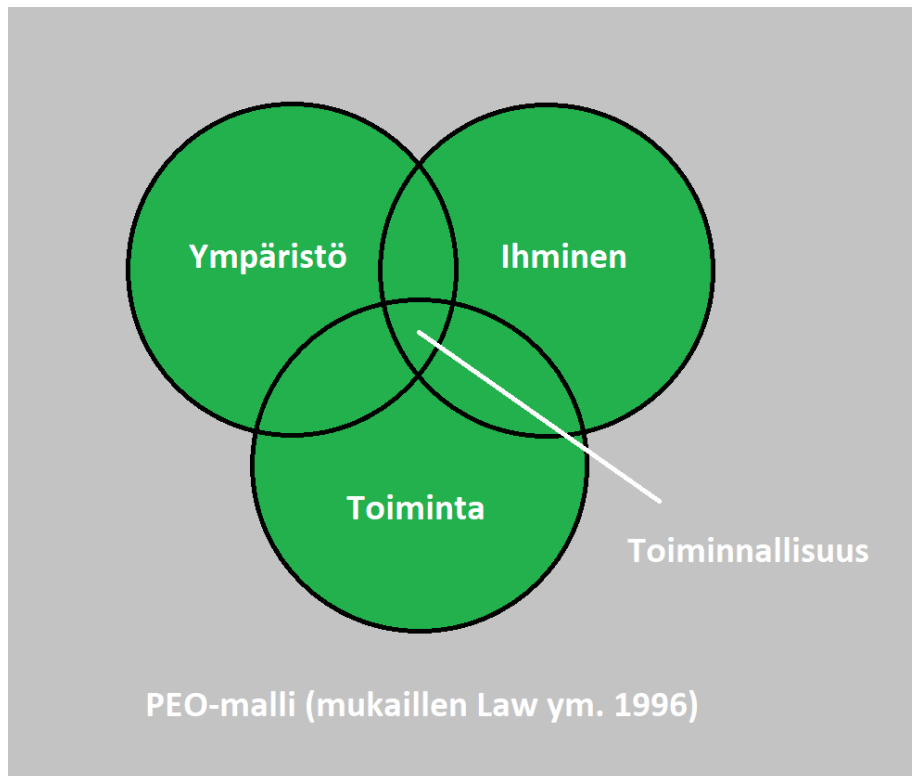 Ympäristö
Ihminen
Toiminta
Toiminnallisuus
PEO-malli (mukaillen Law ym. 1996)